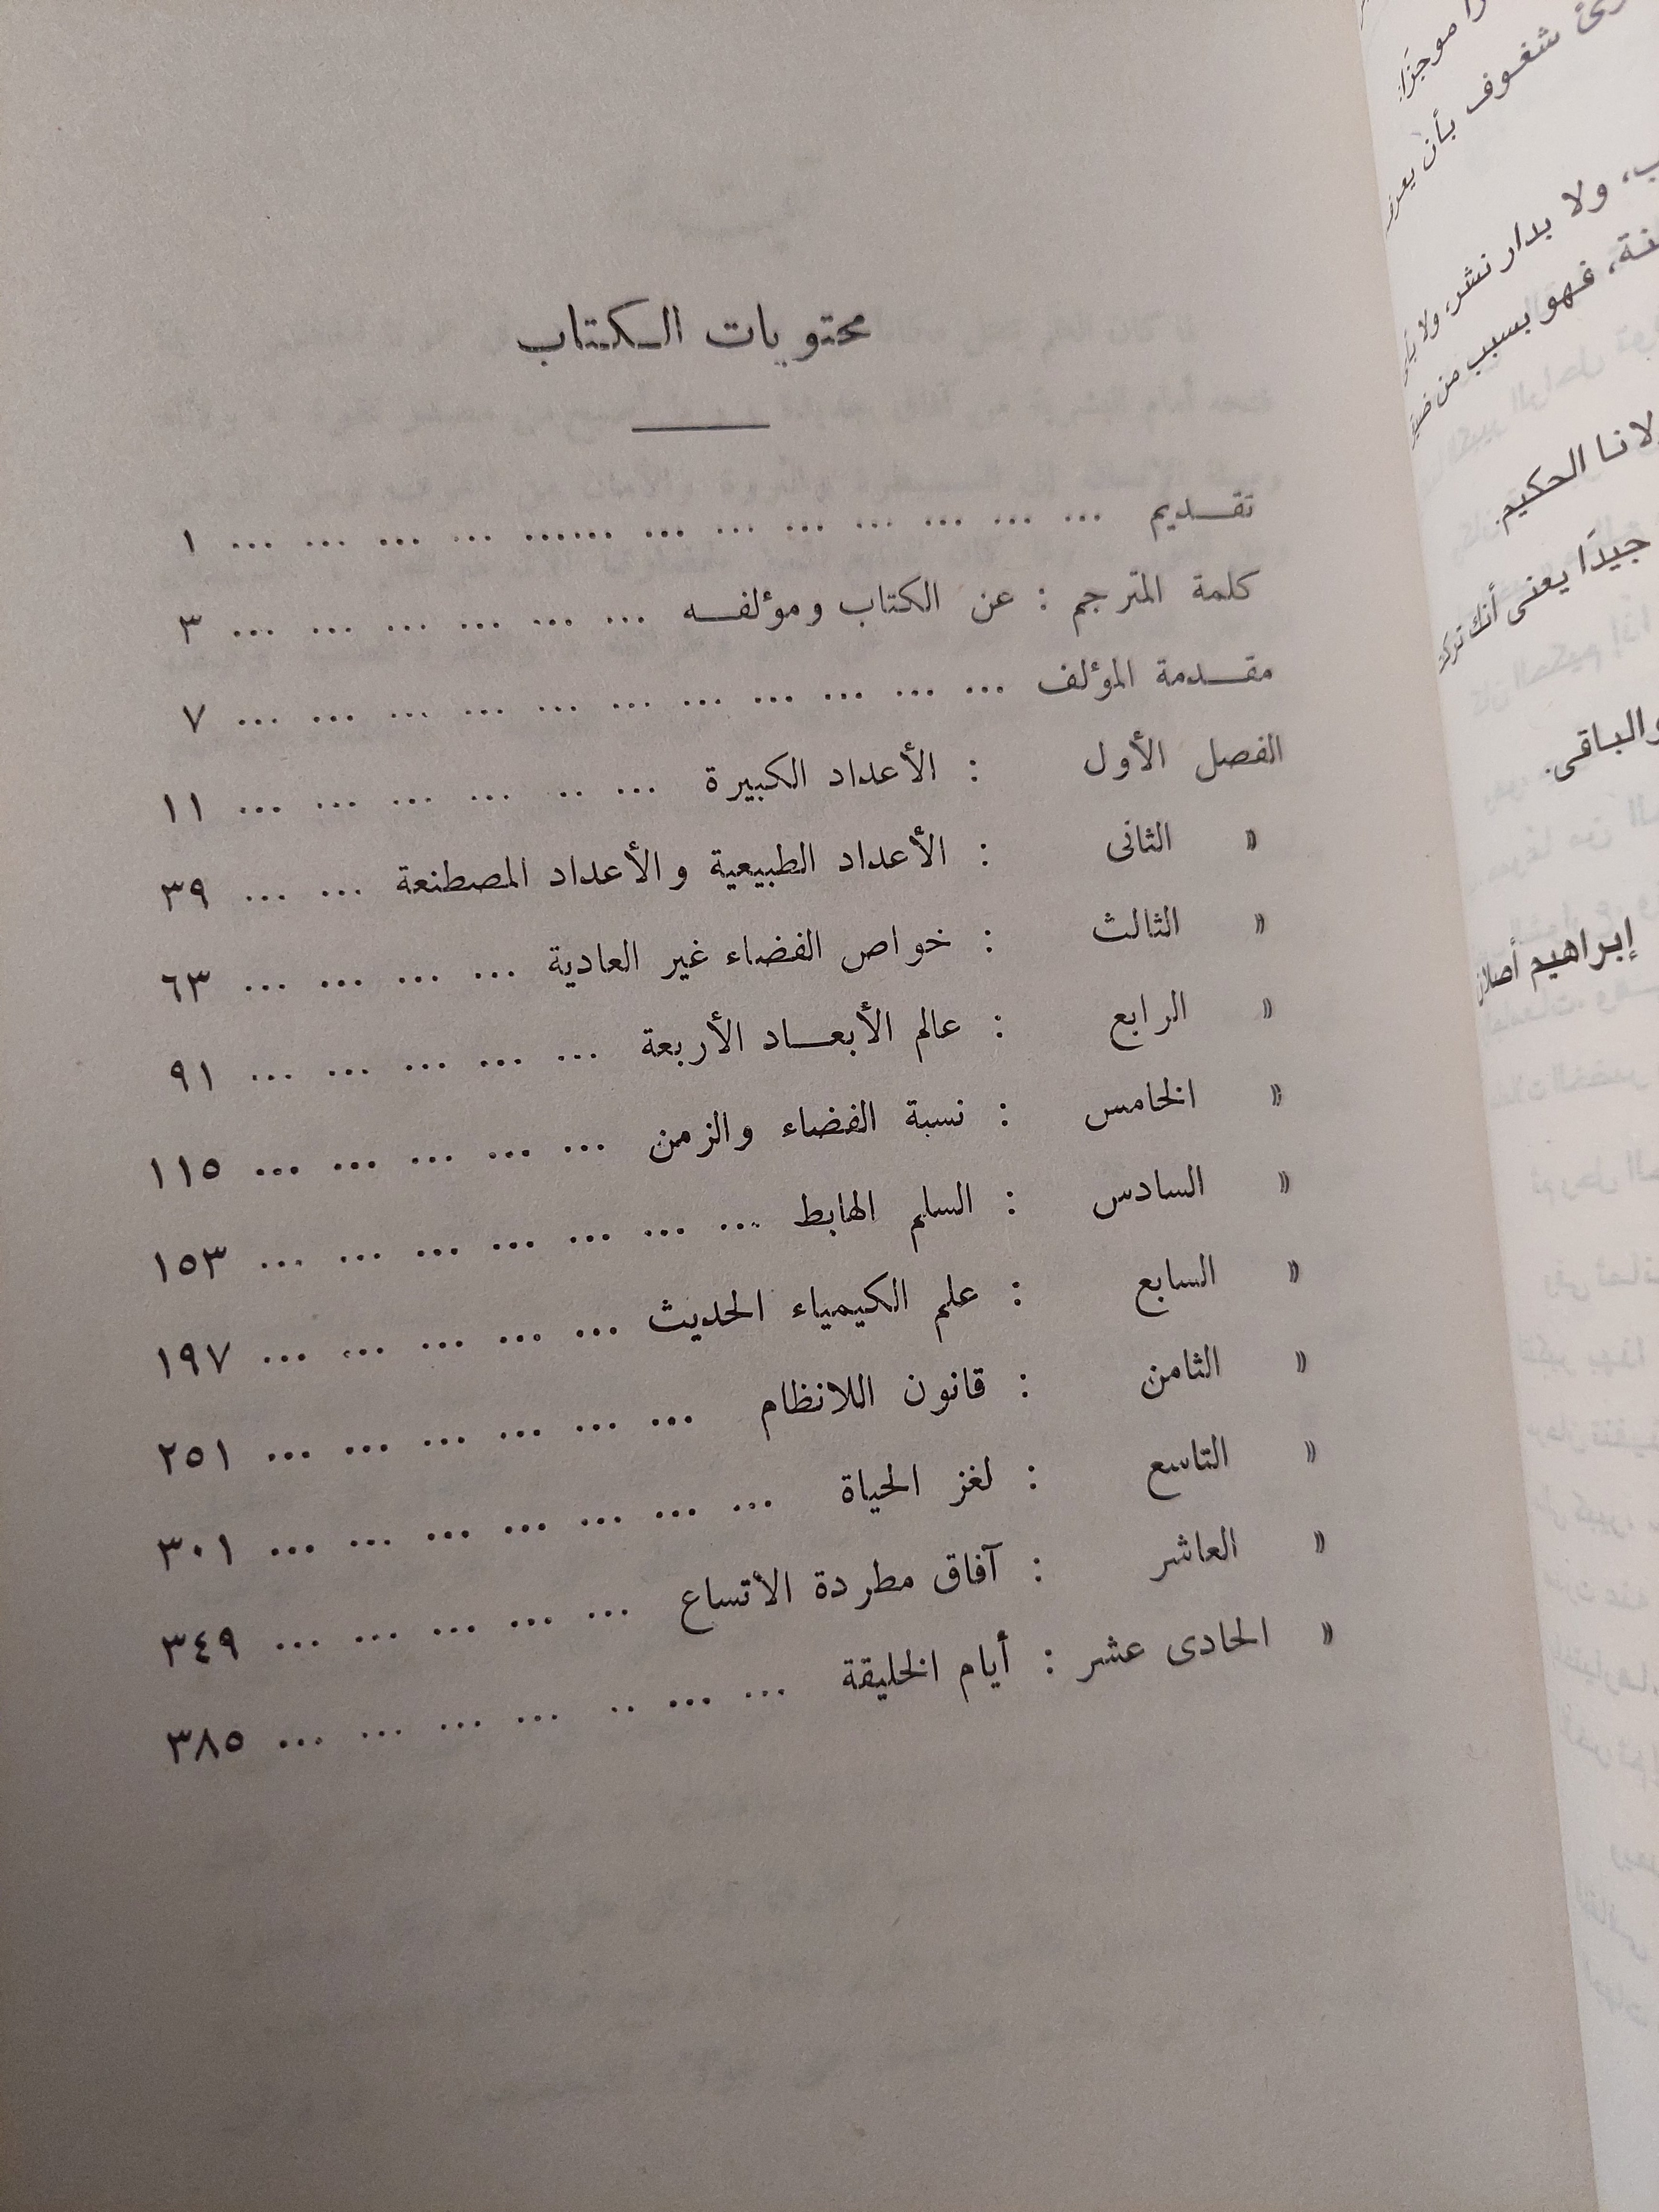 محتويات الكتاب
تقديم ... ... ... ... ... ... ... ...... ... ... ... ... ١
كلمة المترجم : عن الكتاب ومؤلفه ... ... ... ... ... ... ٣
مقدمة المؤلف ... ... ... ... ... ... ... ... ... ... ... ٧
الفصل الأول : الأعداد الكبيرة ... .. ... ... ... ... ١١
» الثانى : الأعداد الطبيعية والأعداد المصطنعة ... ... ٣٩
» الثالث : خواص الفضاء غير العادية ... ... ... ... ٦٣
» الرابع : عالم الأبعاد الأربعة ... ... ... ... ... ٩١
» الخامس : نسبة الفضاء والزمن ... ... ... ... ... ١١٥
» السادس : السلم الهابط ... ... ... ... ... ... ... ١٥٣
» السابع : علم الكيمياء الحديث ... ... ... ... ... ١٩٧
» الثامن : قانون اللانظام ... ... ... ... ... ... ٢٥١
» التاسع : لغز الحياة ... ... ... ... ... ... ... ٣٠١
» العاشر : آفاق مطردة الاتساع ... ... ... ... ... ٣٤٩
» الحادى عشر : أيام الخليقة ... ... .. ... ... ... ... ٣٨٥
موجزًا:
شغوف بأن
ولا بدار نشر، ولا
فهو بسبب من
الحكيم.
جيدًا يعنى أنك
والباقى.
إبراهيم أصلان